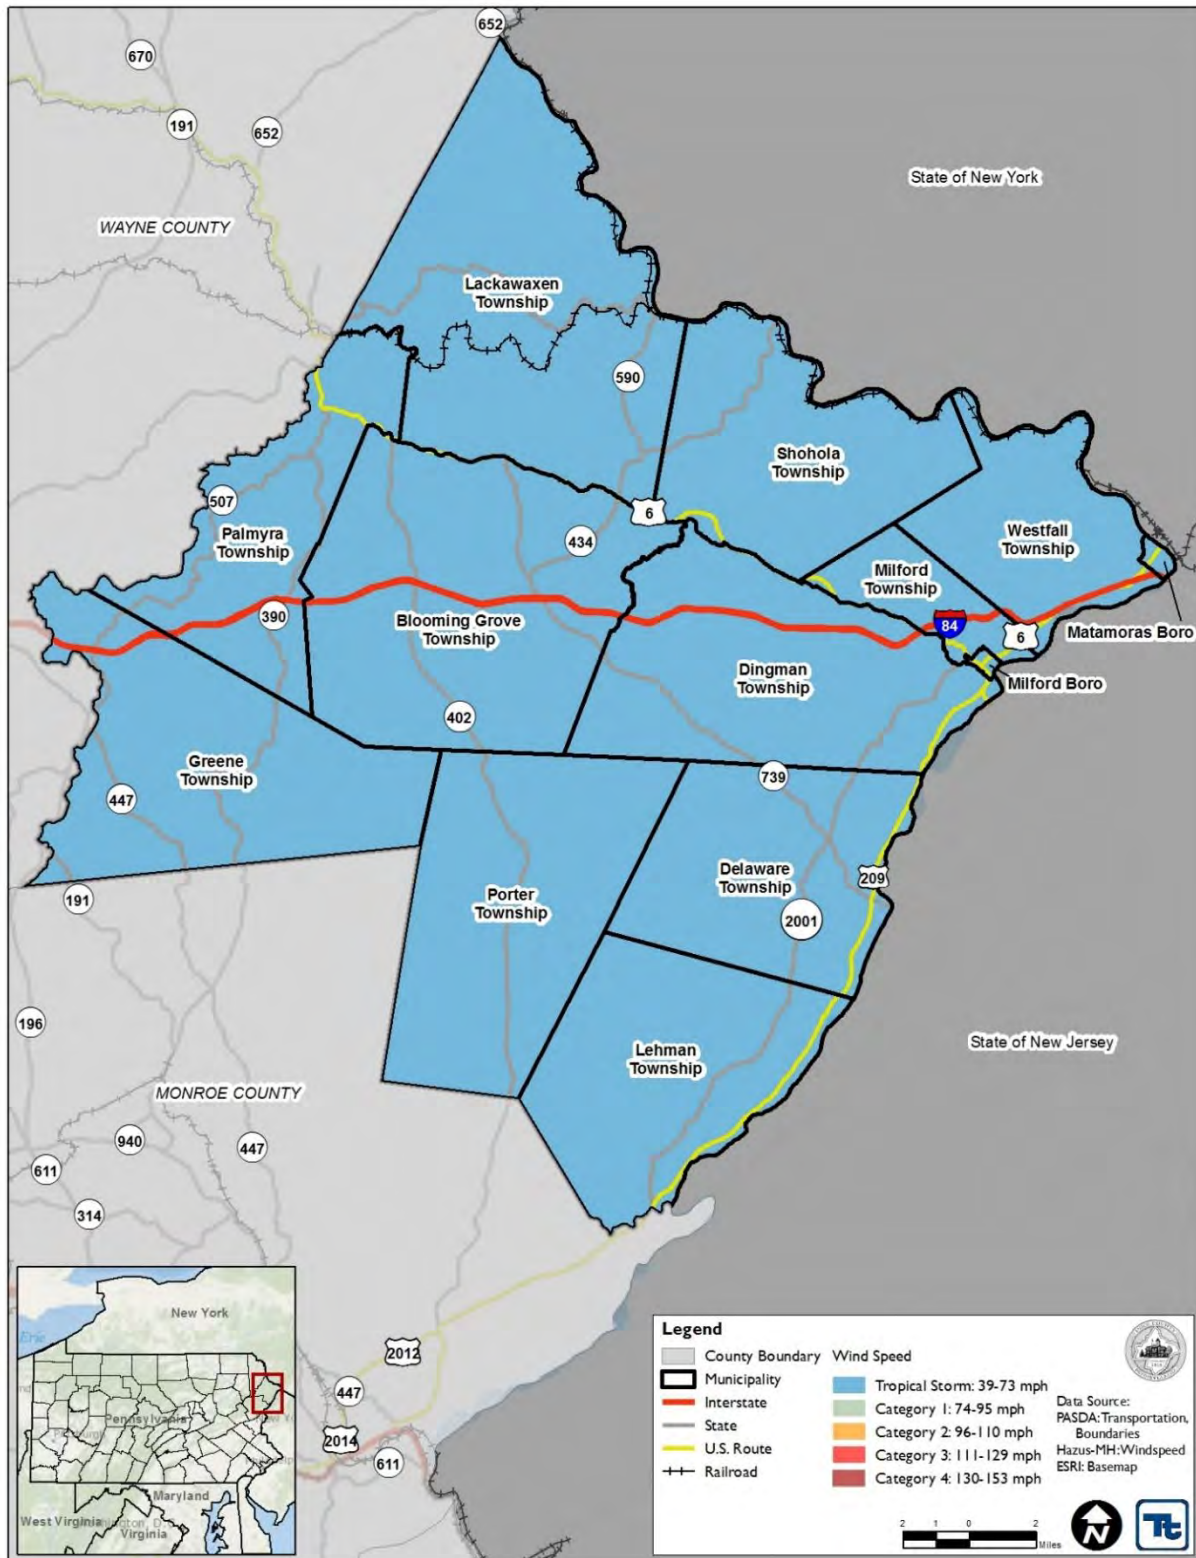 652
670
191
652
State of New York
WAYNE COUNTY
Lackawaxen
Township
590
Shohola
Township
507
6
Palmyra
Township
434
Westfall
Township
Milford
Township
390
Blooming Grove
Township
84
6
Matamoras Boro
Dingman
Township
Milford Boro
402
Greene
Township
739
447
Delaware
Township
209
191
Porter
Township
2001
196
State of New Jersey
Lehman
Township
MONROE COUNTY
940
447
611
314
2012
447
2014
611
New York
Erie
Pennsylvania
Maryland
West Virginia
Virginia
Legend
County Boundary
Municipality
Interstate
State
U.S. Route
Railroad
Wind Speed
Tropical Storm: 39-73 mph
Category 1: 74-95 mph
Category 2: 96-110 mph
Category 3: 111-129 mph
Category 4: 130-153 mph
Data Source:
PASDA: Transportation,
Boundaries
Hazus-MH: Windspeed
ESRI: Basemap
2 1 0 2
Miles
N
Tt